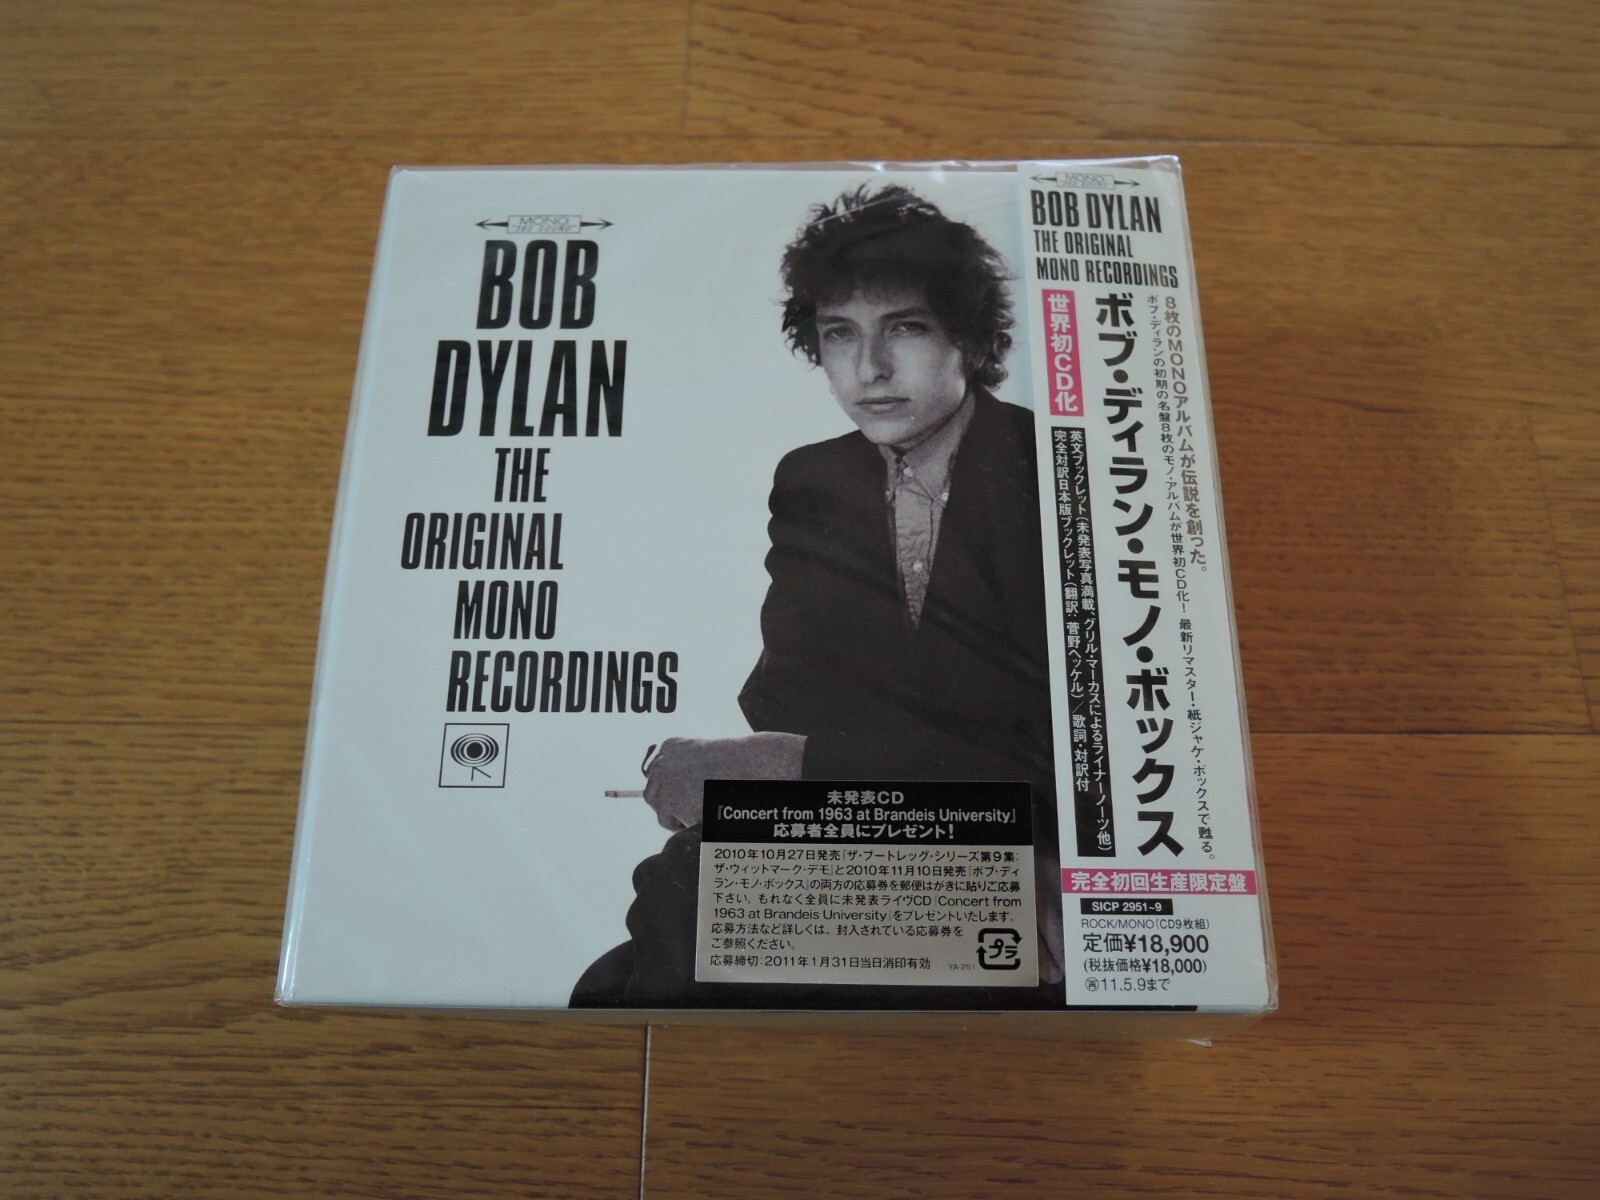 MONO
"360 SOUND"
BOB
DYLAN
THE
ORIGINAL
MONO
RECORDINGS
未発表CD
『Concert from 1963 at Brandeis University』
応募者全員にプレゼント!
2010年10月27日発売『ザ・ブートレッグ・シリーズ第9集:
ザ・ウィットマーク・デモ』と2010年11月10日発売『ボブ・ディ
ラン・モノ・ボックス』の両方の応募券を郵便はがきに貼りご応募
下さい。もれなく全員に未発表ライヴCD『Concert from
1963 at Brandeis University』をプレゼントいたします。
応募方法など詳しくは、封入されている応募券を
ご参照ください。
応募締切:2011年1月31日当日消印有効
YA-251
プラ
MONO
"360 SOUND"
BOB DYLAN
THE ORIGINAL
MONO RECORDINGS
8枚のMONOアルバムが伝説を創った。
ボブ・ディランの初期の名盤8枚のモノ・アルバムが世界初CD化! 最新リマスター・紙ジャケ・ボックスで甦る。
ボブ・ディラン・モノ・ボックス
世界初CD化
英文ブックレット(未発表写真満載、グリル・マーカスによるライナーノーツ他)
完全対訳日本版ブックレット(翻訳:菅野ヘッケル)/歌詞・対訳付
完全初回生産限定盤
SICP 2951~9
ROCK/MONO(CD9枚組)
定価¥18,900
(税抜価格¥18,000)
再11.5.9まで